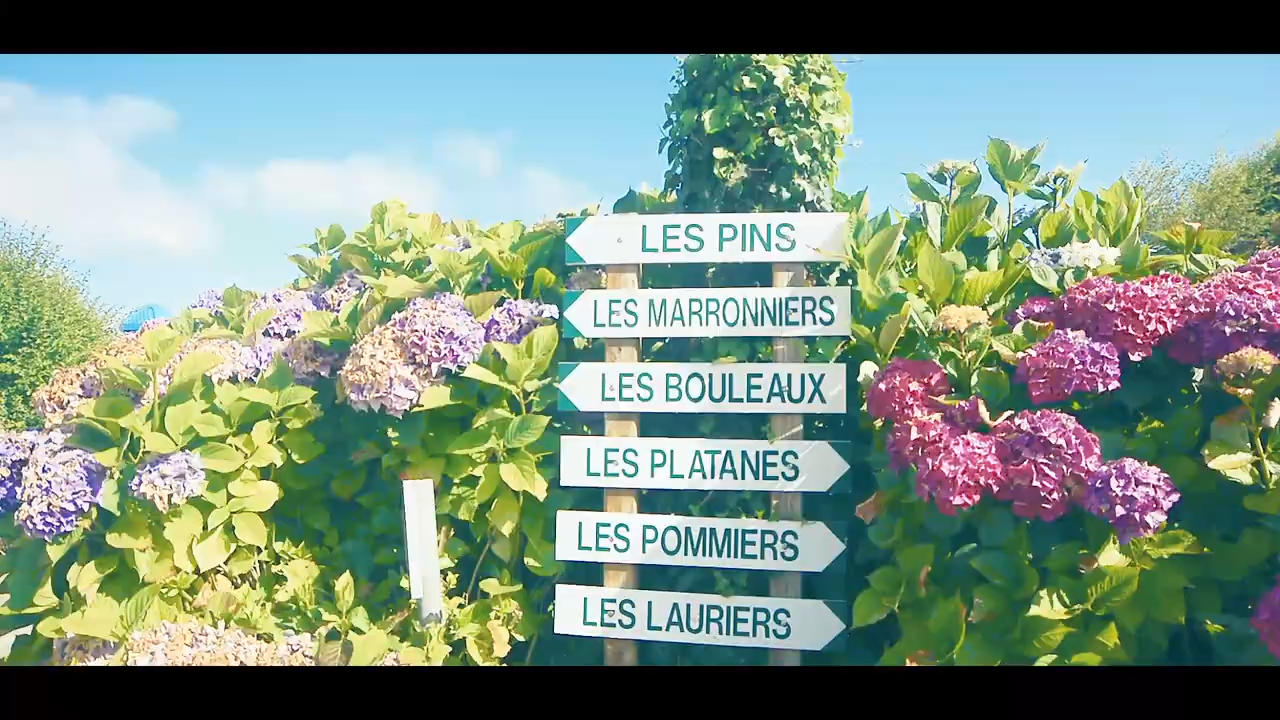 LES PINS
LES MARRONNIERS
LES BOULEAUX
LES PLATANES
LES POMMIERS
LES LAURIERS